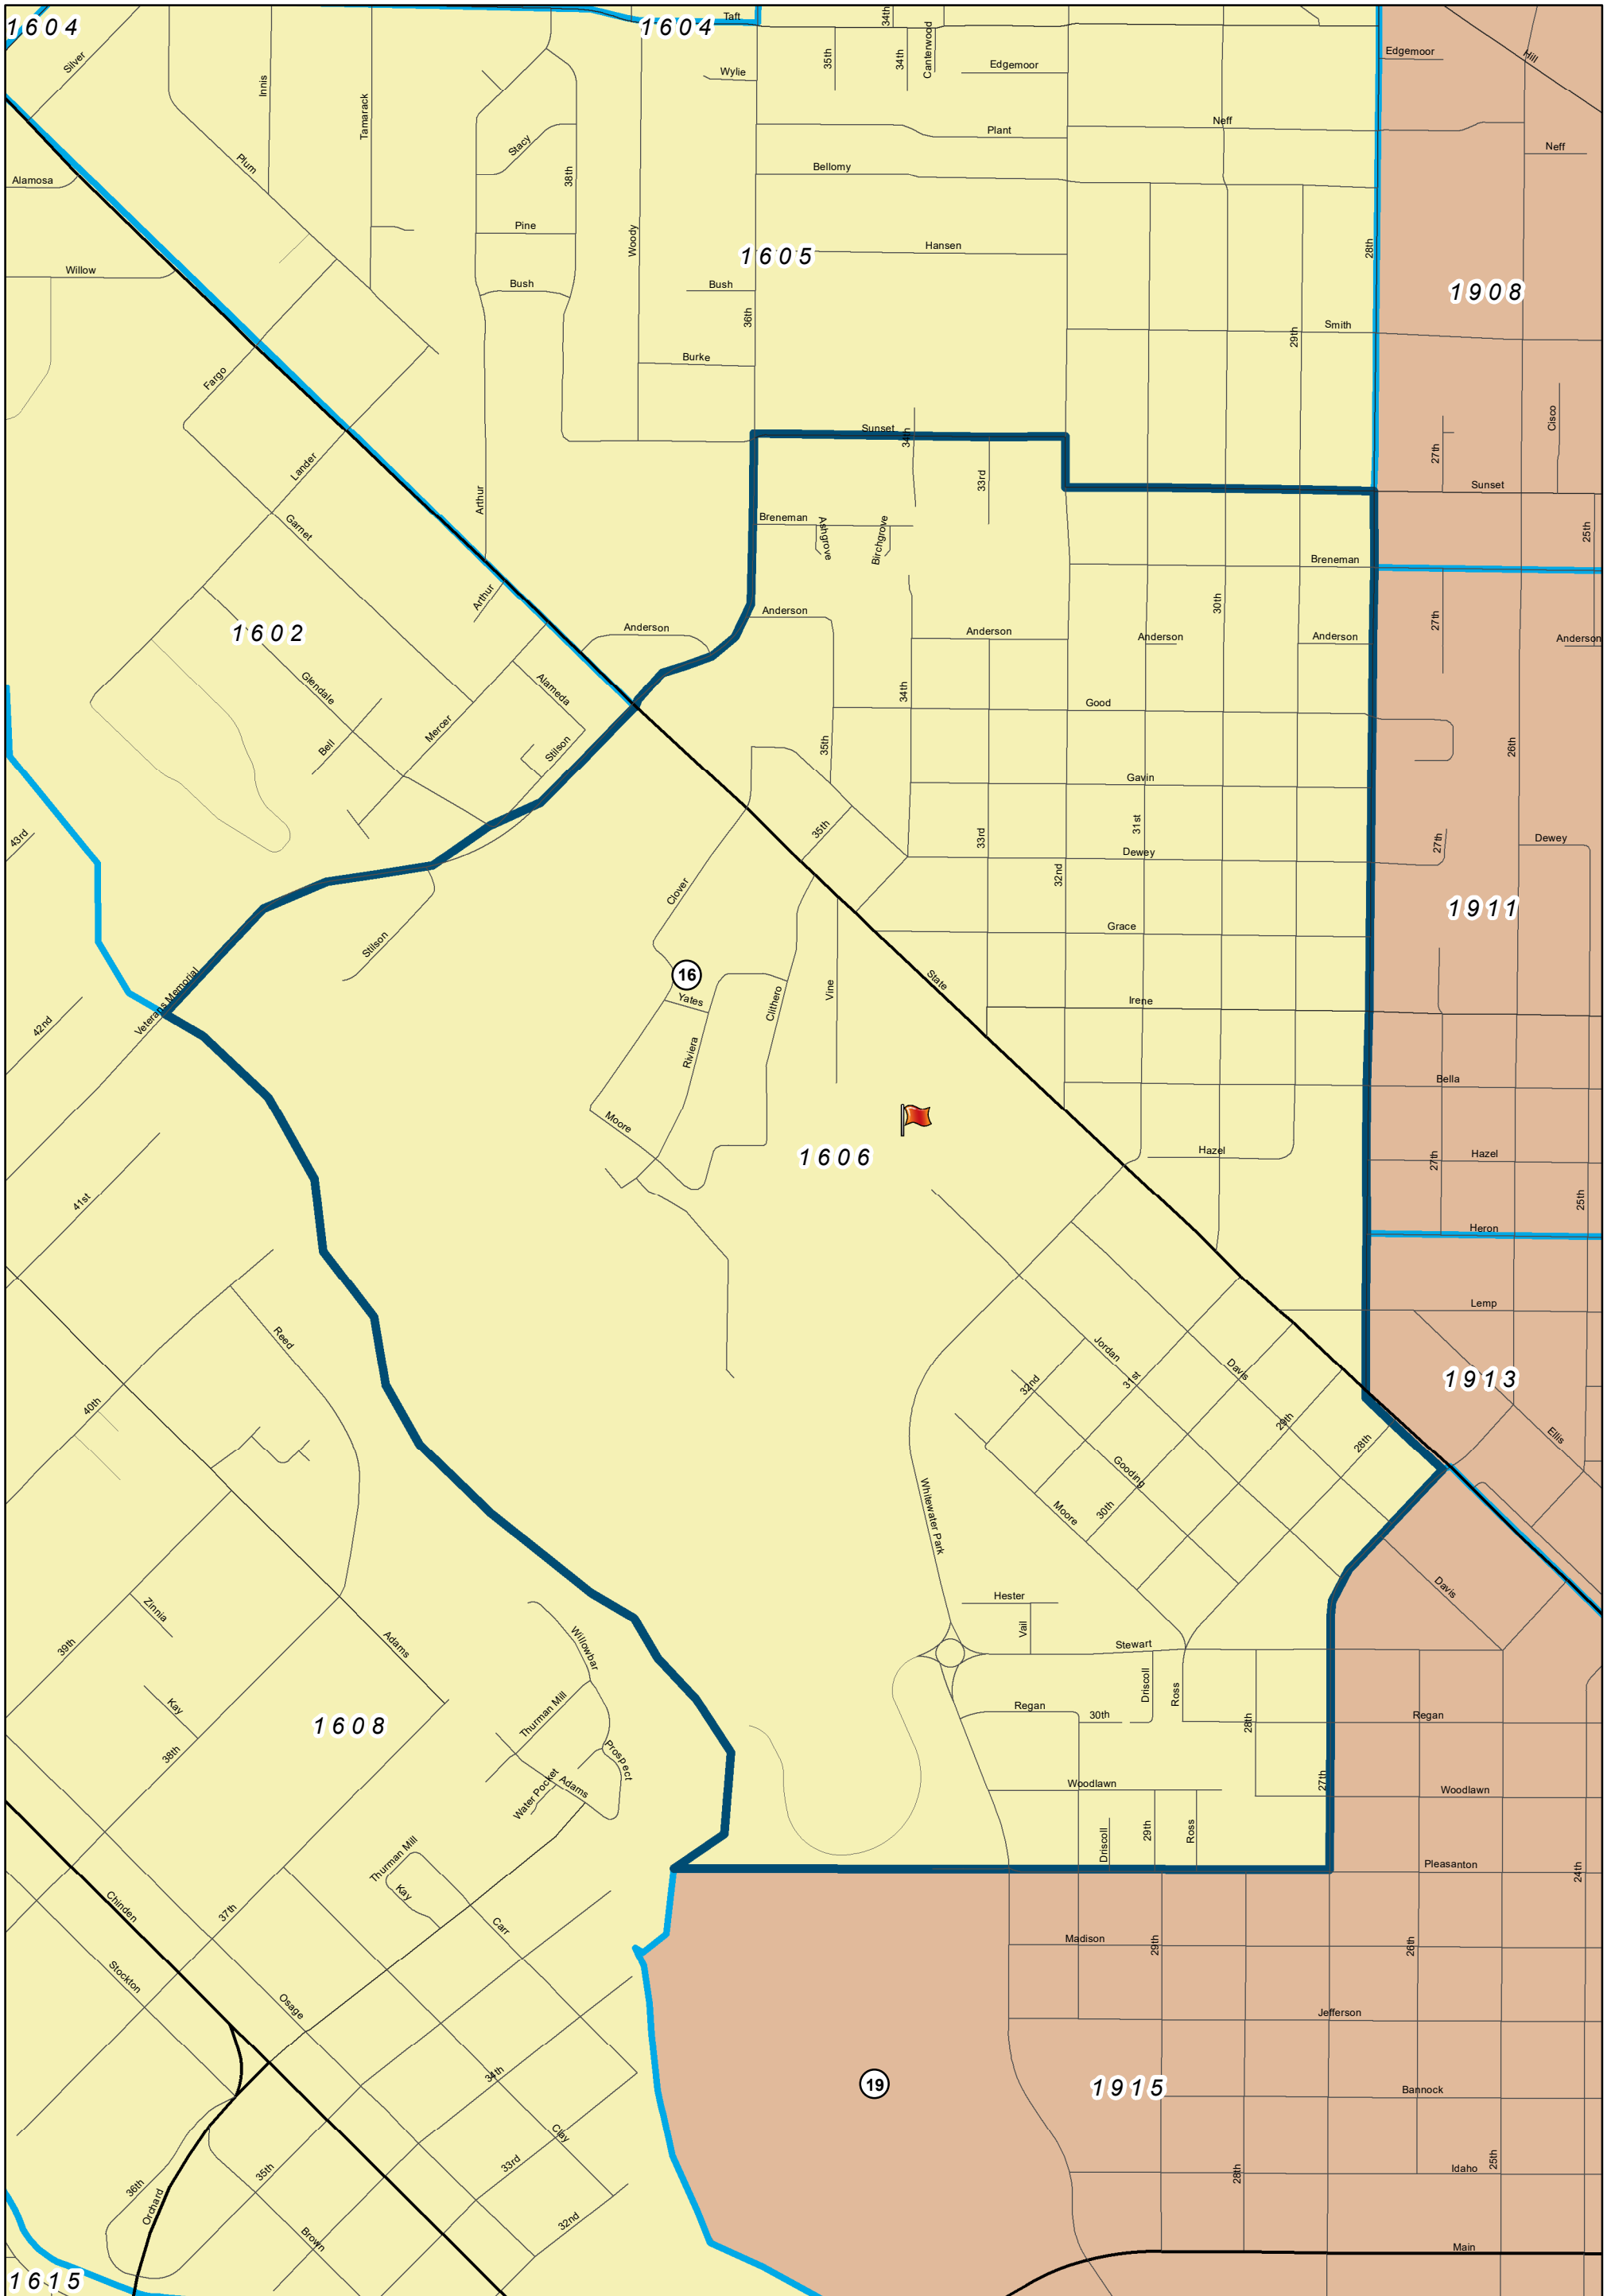 1604
1604
Taft
34th
Silver
Innis
Tamarack
Wylie
35th
34th
Canterwood
Edgemoor
Edgemoor
Hill
Plum
Stacy
38th
Plant
Neff
Neff
Alamosa
Bellomy
Pine
Woody
1605
Hansen
28th
Willow
Bush
Bush
36th
1908
Smith
29th
Burke
Fargo
Sunset
34th
27th
Cisco
Lander
Arthur
33rd
Sunset
Garnet
Breneman
Ashgrove
Birchgrove
25th
Breneman
Arthur
30th
1602
Anderson
Anderson
Anderson
Anderson
Anderson
27th
Anderson
Glendale
Alameda
34th
Good
Bell
Mercer
Stilson
35th
26th
Gavin
43rd
35th
33rd
31st
Dewey
27th
Dewey
Clover
32nd
1911
Stilson
Grace
Veterans Memorial
16
Yates
Clithero
Vine
State
Irene
42nd
Riviera
Bella
Moore
1606
Hazel
27th
Hazel
41st
25th
Heron
Reed
Lemp
Jordan
Davis
1913
32nd
31st
40th
29th
28th
Ellis
Gooding
Whitewater Park
Moore
30th
Hester
Davis
Zinnia
Vail
39th
Adams
Willowbar
Stewart
Kay
Thurman Mill
Driscoll
Ross
1608
Regan
30th
28th
Regan
38th
Prospect
Water Pocket
Adams
Woodlawn
27th
Woodlawn
Driscoll
29th
Ross
Thurman Mill
Kay
Pleasanton
24th
Chinden
37th
Carr
Madison
29th
26th
Stockton
Osage
Jefferson
34th
19
1915
Bannock
Clay
36th
35th
33rd
28th
Idaho
25th
Orchard
Brown
32nd
Main
1615